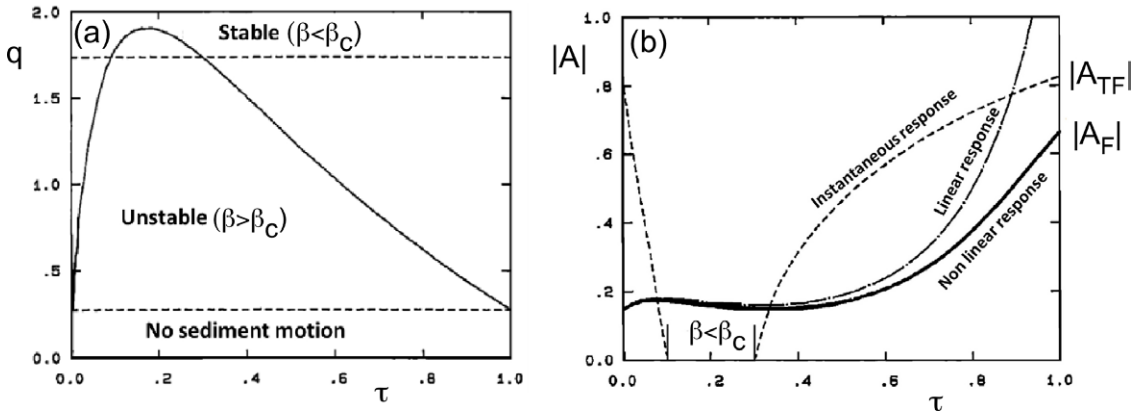 (a)
q
2.0
1.5
1.0
.5
0.0
Stable (β<βc)
Unstable (β>βc)
No sediment motion
0.0 .2 .4 .6 .8 1.0
τ
(b)
|A|
1.0
.8
.6
.4
.2
0.0
Instantaneous response
Linear response
Non linear response
β<βc
|ATF|
|AF|
0.0 .2 .4 .6 .8 1.0
τ